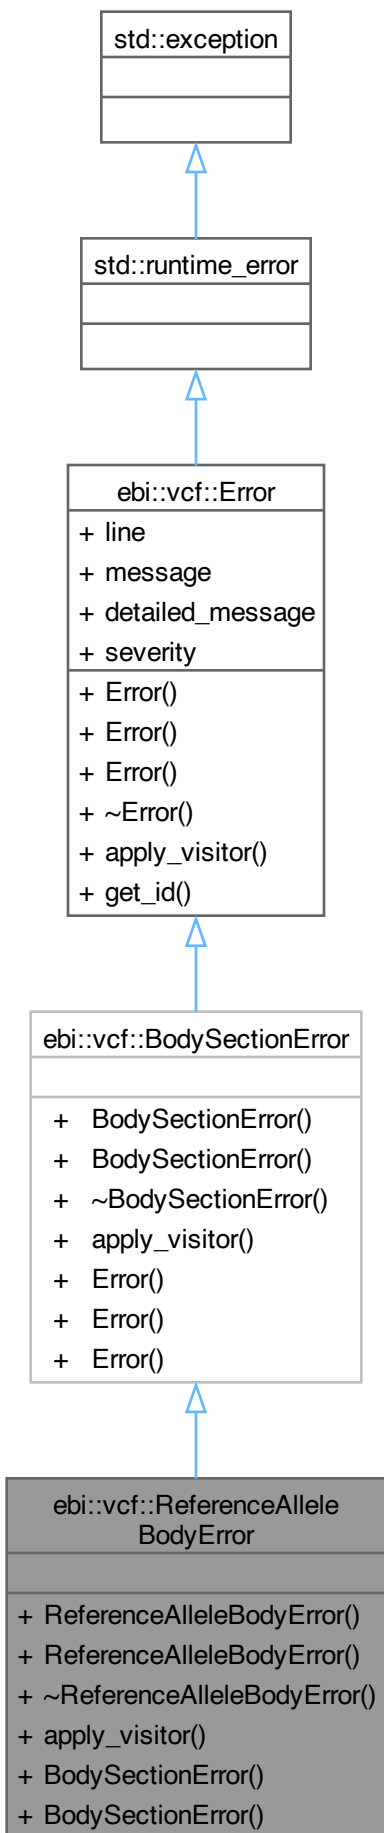 std::exception
std::runtime_error
ebi::vcf::Error
+ line
+ message
+ detailed_message
+ severity
+ Error()
+ Error()
+ Error()
+ ~Error()
+ apply_visitor()
+ get_id()
ebi::vcf::BodySectionError
+ BodySectionError()
+ BodySectionError()
+ ~BodySectionError()
+ apply_visitor()
+ Error()
+ Error()
+ Error()
ebi::vcf::ReferenceAllele
BodyError
+ ReferenceAlleleBodyError()
+ ReferenceAlleleBodyError()
+ ~ReferenceAlleleBodyError()
+ apply_visitor()
+ BodySectionError()
+ BodySectionError()